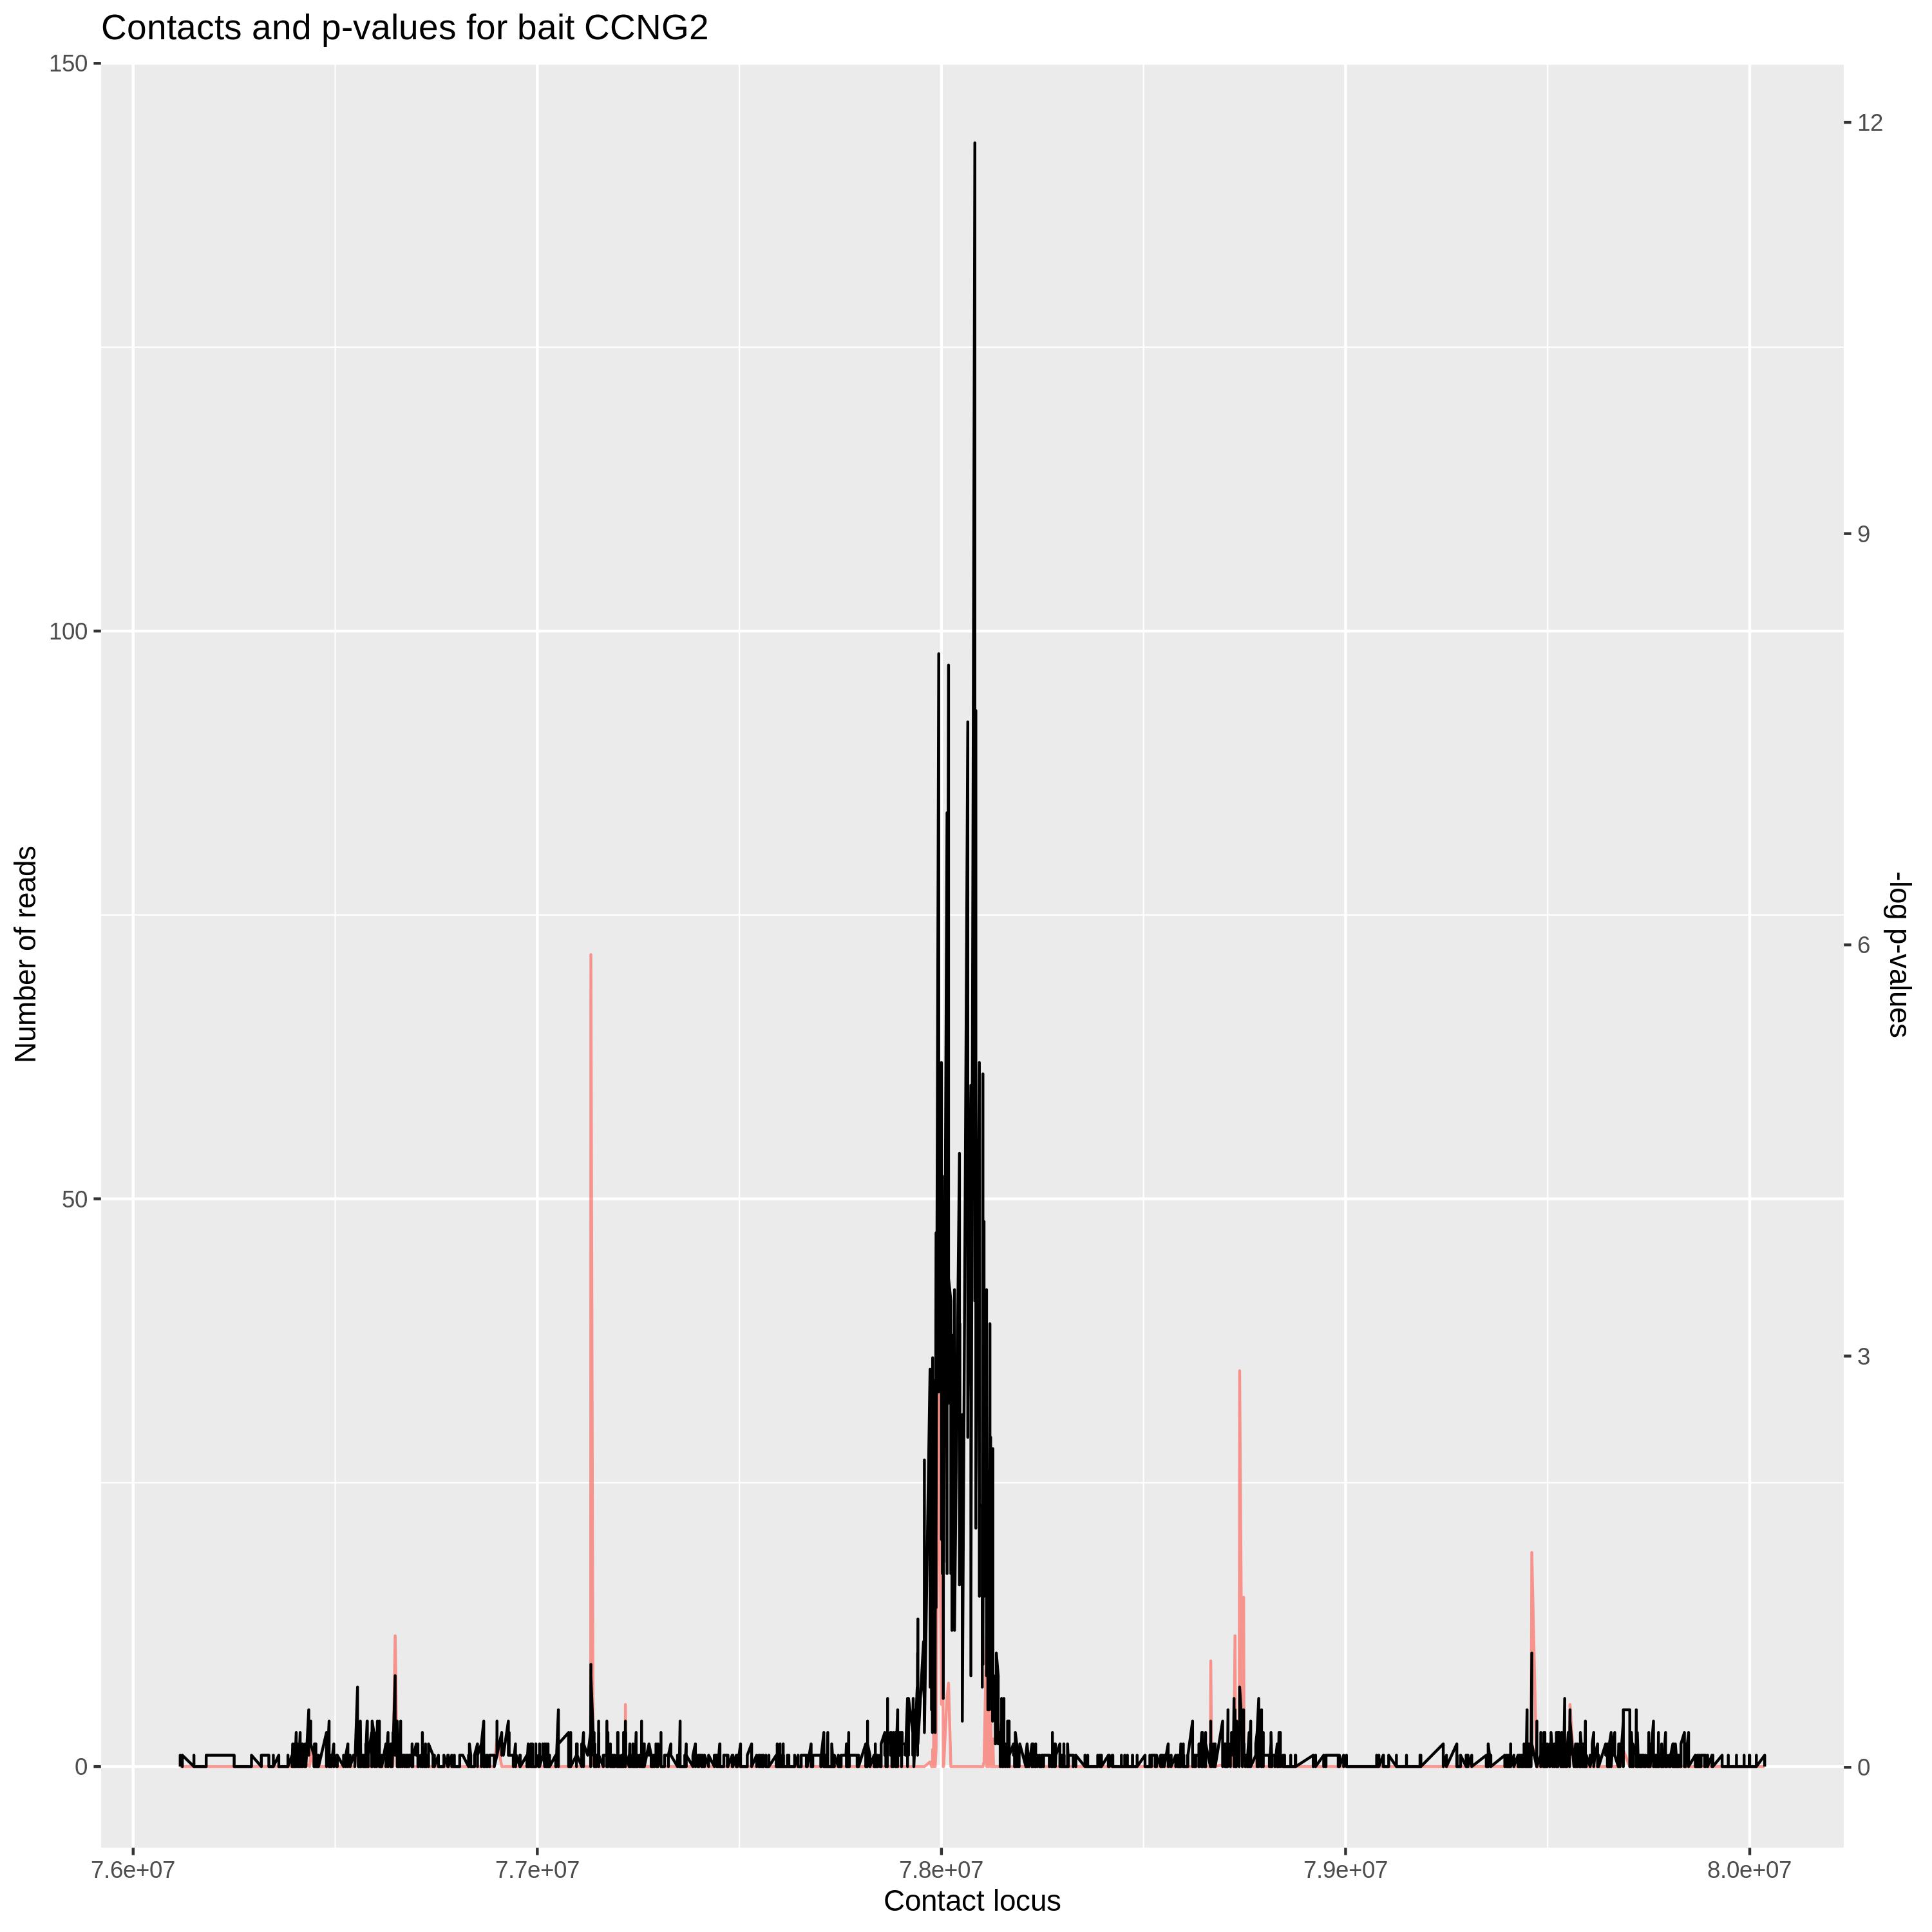 Contacts and p-values for bait CCNG2
150
100
50
0
Number of reads
12
9
6
3
0
-log p-values
7.6e+07
7.7e+07
7.8e+07
7.9e+07
8.0e+07
Contact locus